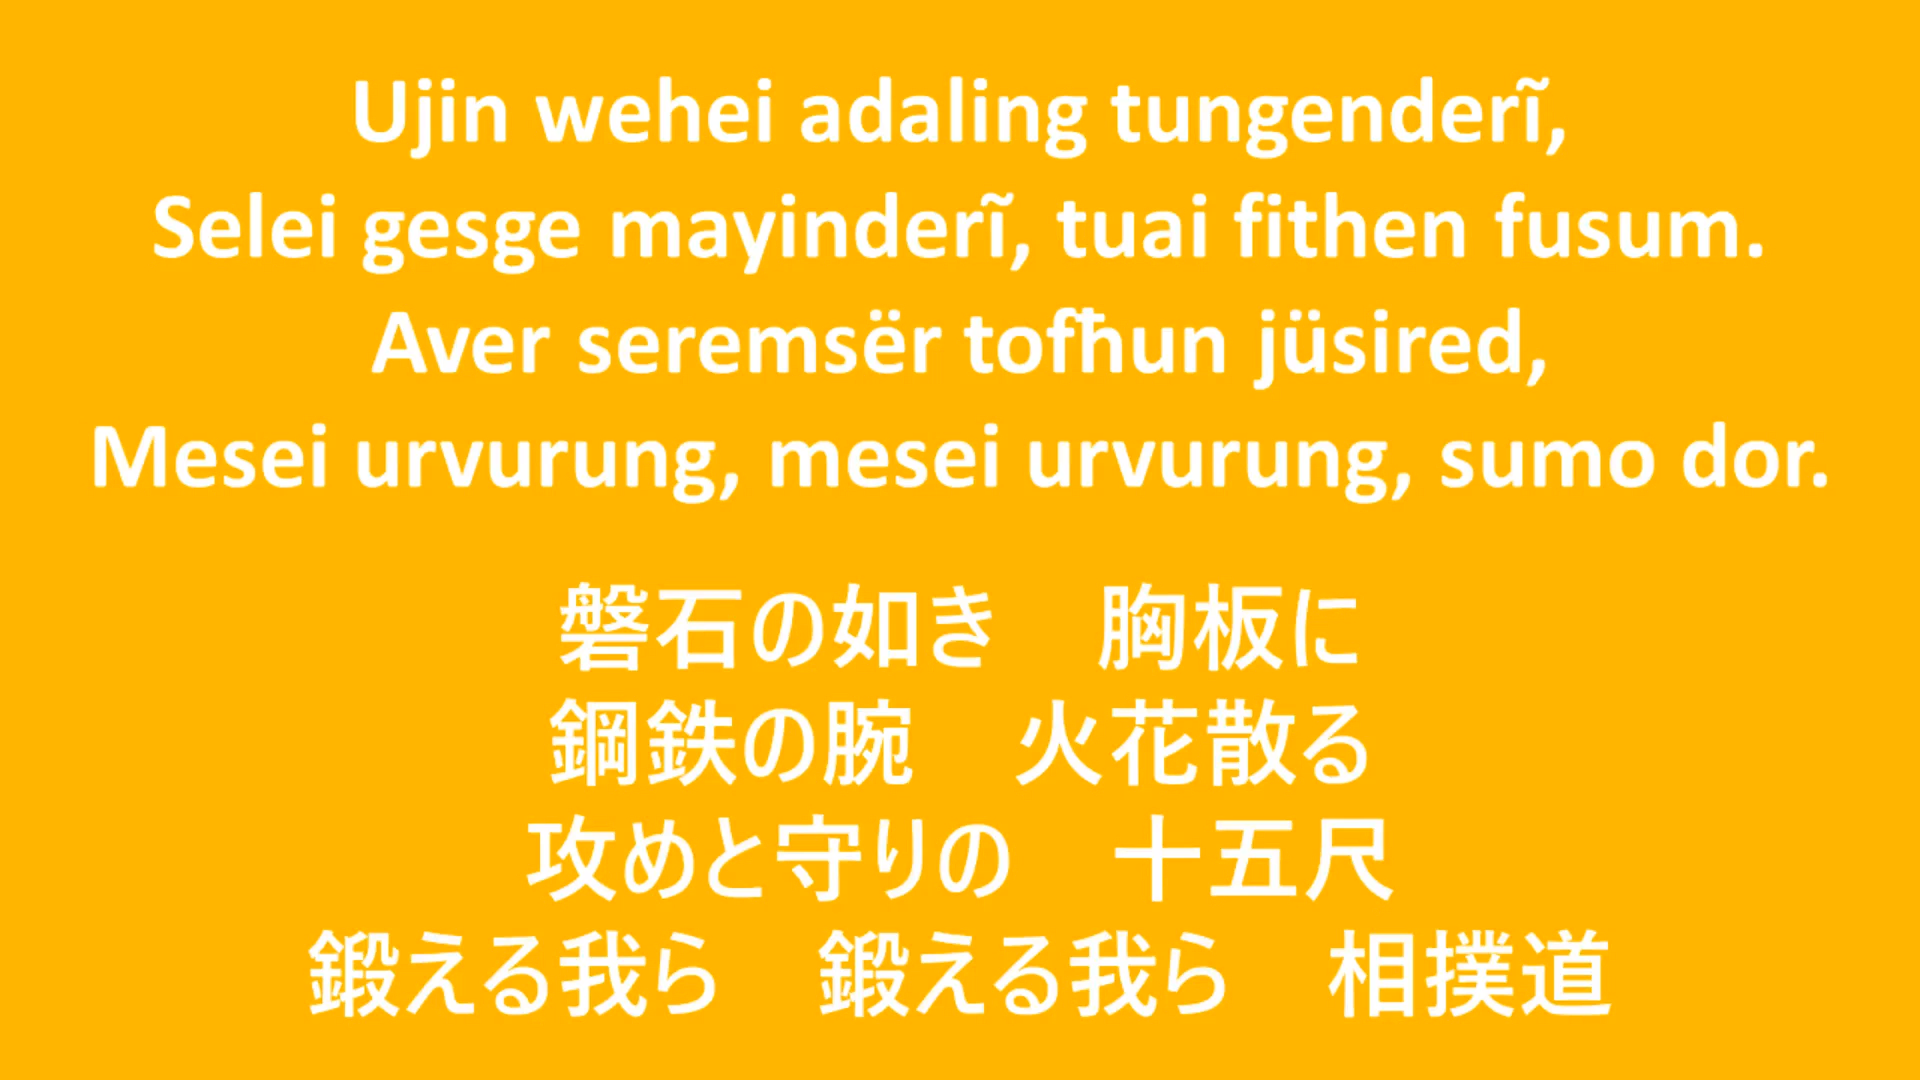 Ujin wehei adaling tungenderĩ,
Selei gesge mayinderĩ, tuai fithen fusum.
Aver seremsër tofħun jüsired,
Mesei urvurung, mesei urvurung, sumo dor.
磐石の如き　胸板に
鋼鉄の腕　火花散る
攻めと守りの　十五尺
鍛える我ら　鍛える我ら　相撲道